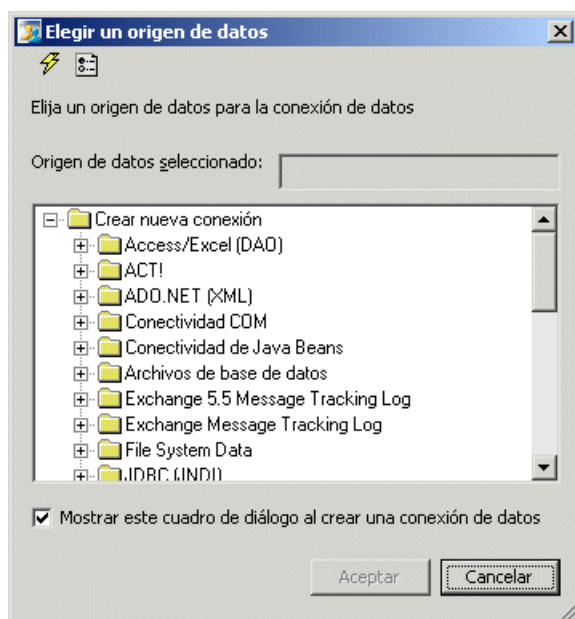 Elegir un origen de datos
Elija un origen de datos para la conexión de datos
Origen de datos seleccionado:
Crear nueva conexión
Access/Excel (DAO)
ACT!
ADO.NET (XML)
Conectividad COM
Conectividad de Java Beans
Archivos de base de datos
Exchange 5.5 Message Tracking Log
Exchange Message Tracking Log
File System Data
JDBC (JNDI)
Mostrar este cuadro de diálogo al crear una conexión de datos
Aceptar Cancelar